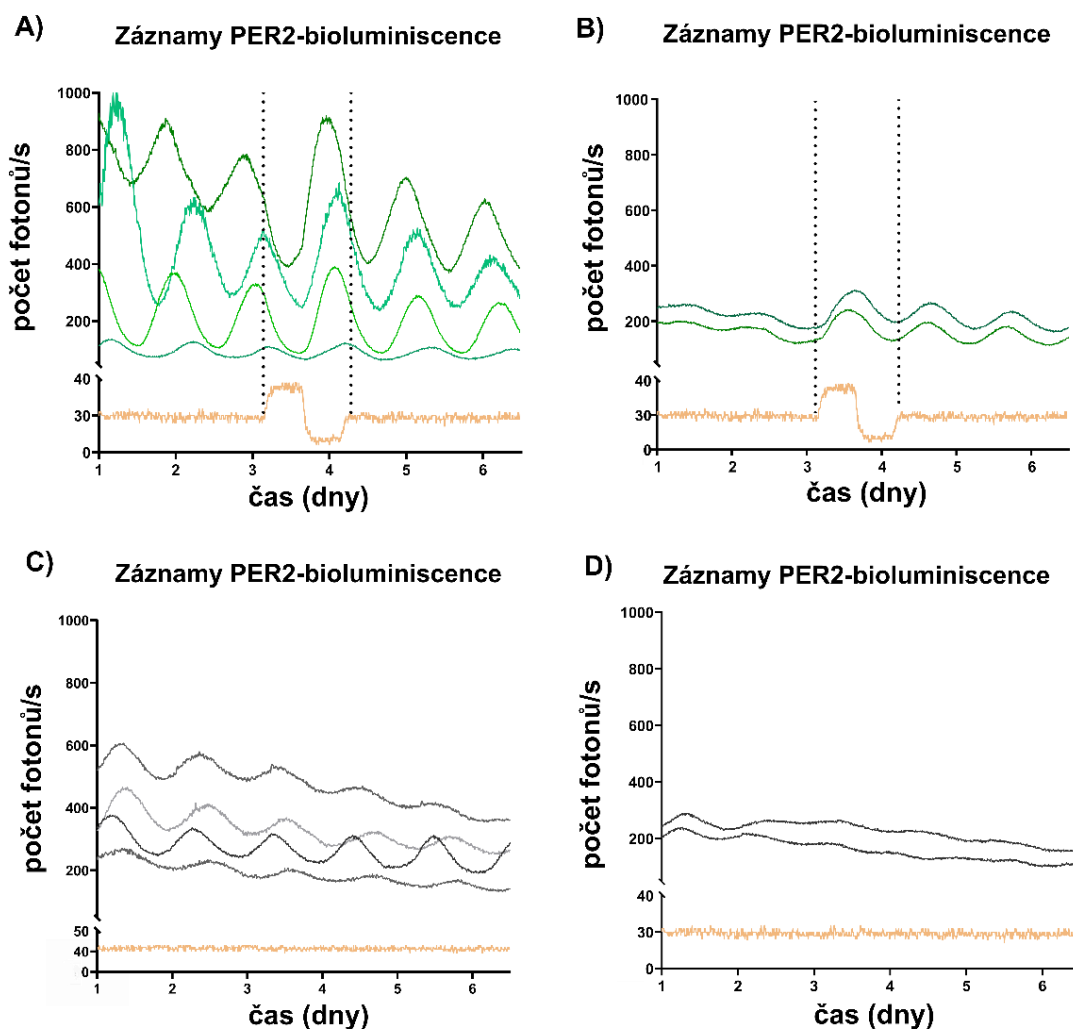 A)
Záznamy PER2-bioluminiscence
počet fotonů/s
1000
800
600
400
200
40
30
0
1 2 3 4 5 6
čas (dny)
B)
Záznamy PER2-bioluminiscence
počet fotonů/s
1000
800
600
400
200
40
30
0
1 2 3 4 5 6
čas (dny)
C)
Záznamy PER2-bioluminiscence
počet fotonů/s
1000
800
600
400
200
50
40
0
1 2 3 4 5 6
čas (dny)
D)
Záznamy PER2-bioluminiscence
počet fotonů/s
1000
800
600
400
200
40
30
0
1 2 3 4 5 6
čas (dny)